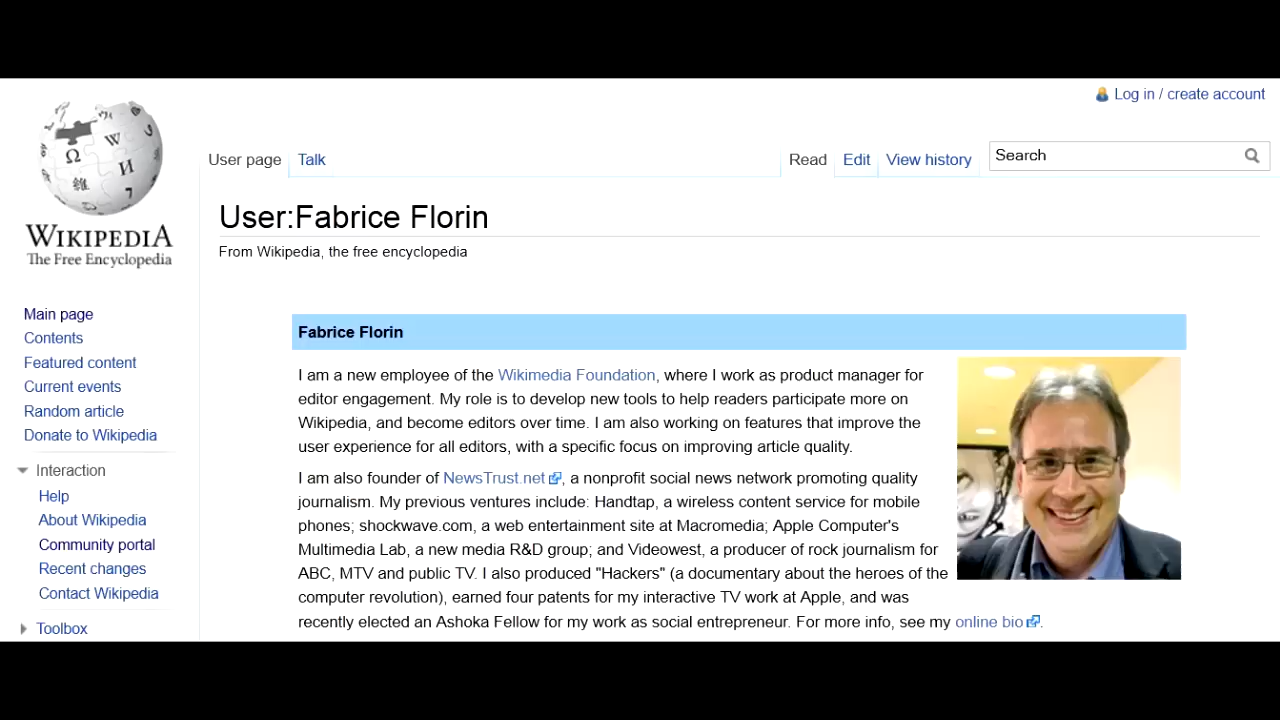 Log in / create account
User page Talk Read Edit View history Search
User:Fabrice Florin
From Wikipedia, the free encyclopedia
WIKIPEDIA
The Free Encyclopedia
Main page
Contents
Featured content
Current events
Random article
Donate to Wikipedia
Interaction
Help
About Wikipedia
Community portal
Recent changes
Contact Wikipedia
Toolbox
Fabrice Florin
I am a new employee of the Wikimedia Foundation, where I work as product manager for
editor engagement. My role is to develop new tools to help readers participate more on
Wikipedia, and become editors over time. I am also working on features that improve the
user experience for all editors, with a specific focus on improving article quality.
I am also founder of NewsTrust.net, a nonprofit social news network promoting quality
journalism. My previous ventures include: Handtap, a wireless content service for mobile
phones; shockwave.com, a web entertainment site at Macromedia; Apple Computer's
Multimedia Lab, a new media R&D group; and Videowest, a producer of rock journalism for
ABC, MTV and public TV. I also produced "Hackers" (a documentary about the heroes of the
computer revolution), earned four patents for my interactive TV work at Apple, and was
recently elected an Ashoka Fellow for my work as social entrepreneur. For more info, see my online bio.